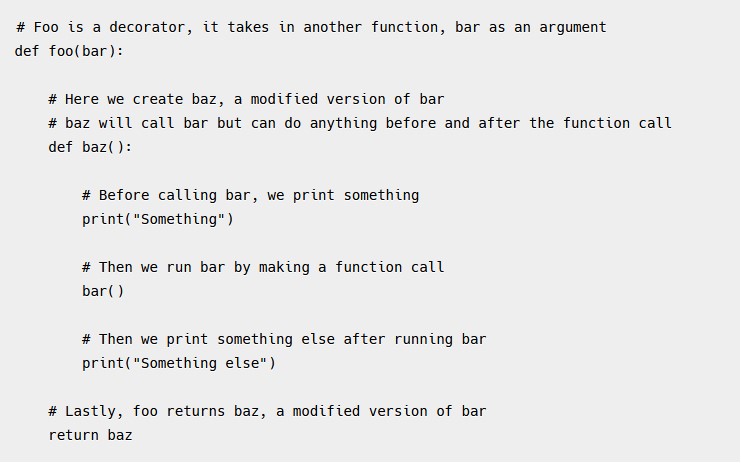 # Foo is a decorator, it takes in another function, bar as an argument
def foo(bar):
    # Here we create baz, a modified version of bar
    # baz will call bar but can do anything before and after the function call
    def baz():
        # Before calling bar, we print something
        print("Something")
        # Then we run bar by making a function call
        bar()
        # Then we print something else after running bar
        print("Something else")
    # Lastly, foo returns baz, a modified version of bar
    return baz